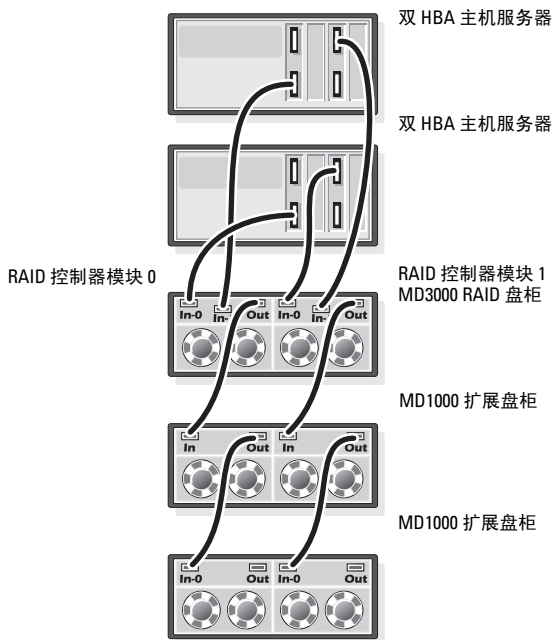 双 HBA 主机服务器
双 HBA 主机服务器
RAID 控制器模块 0
RAID 控制器模块 1
MD3000 RAID 盘柜
In-0 In- Out In-0 In- Out
MD1000 扩展盘柜
In Out In Out
MD1000 扩展盘柜
In-0 Out In-0 Out